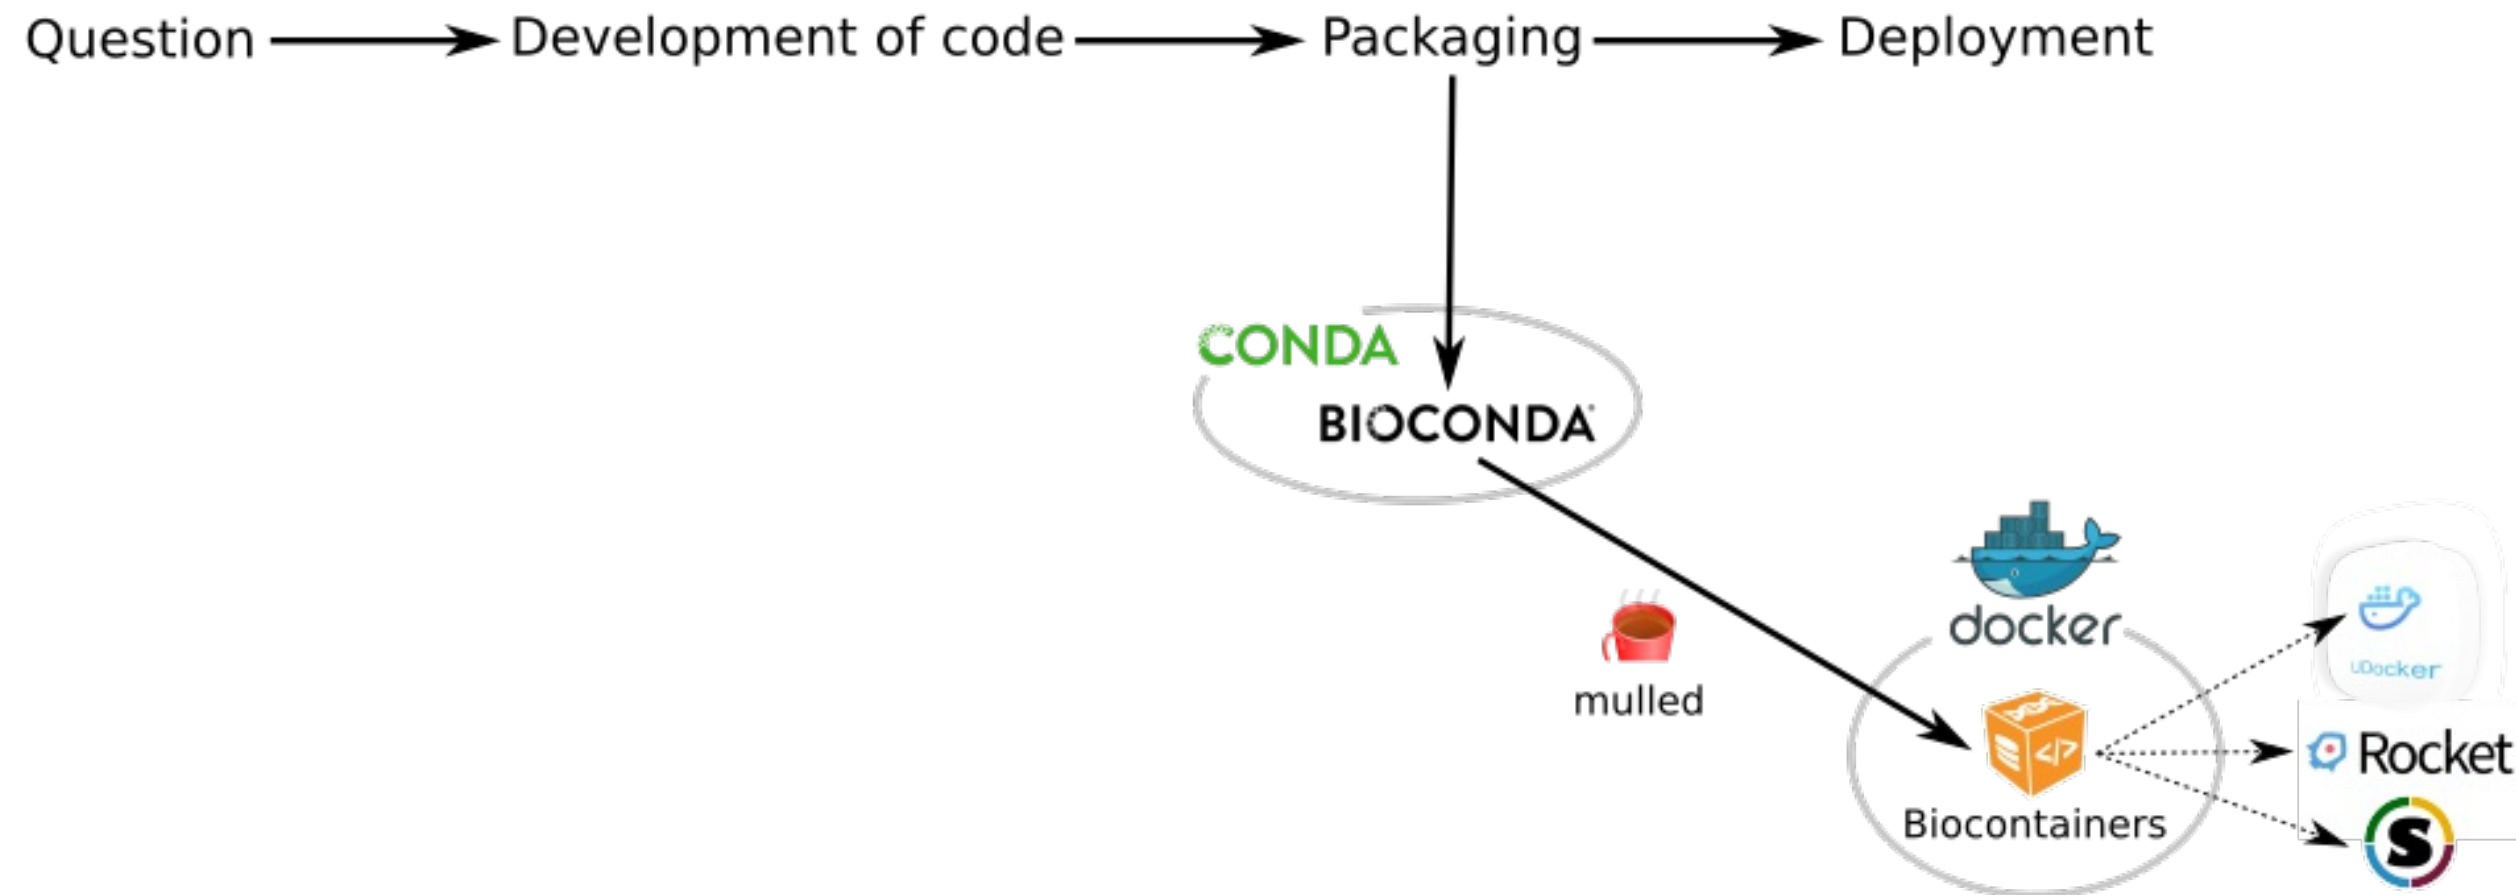 Question Development of code Packaging Deployment
CONDA
BIOCONDA
docker
uDocker
mulled
Rocket
Biocontainers
S